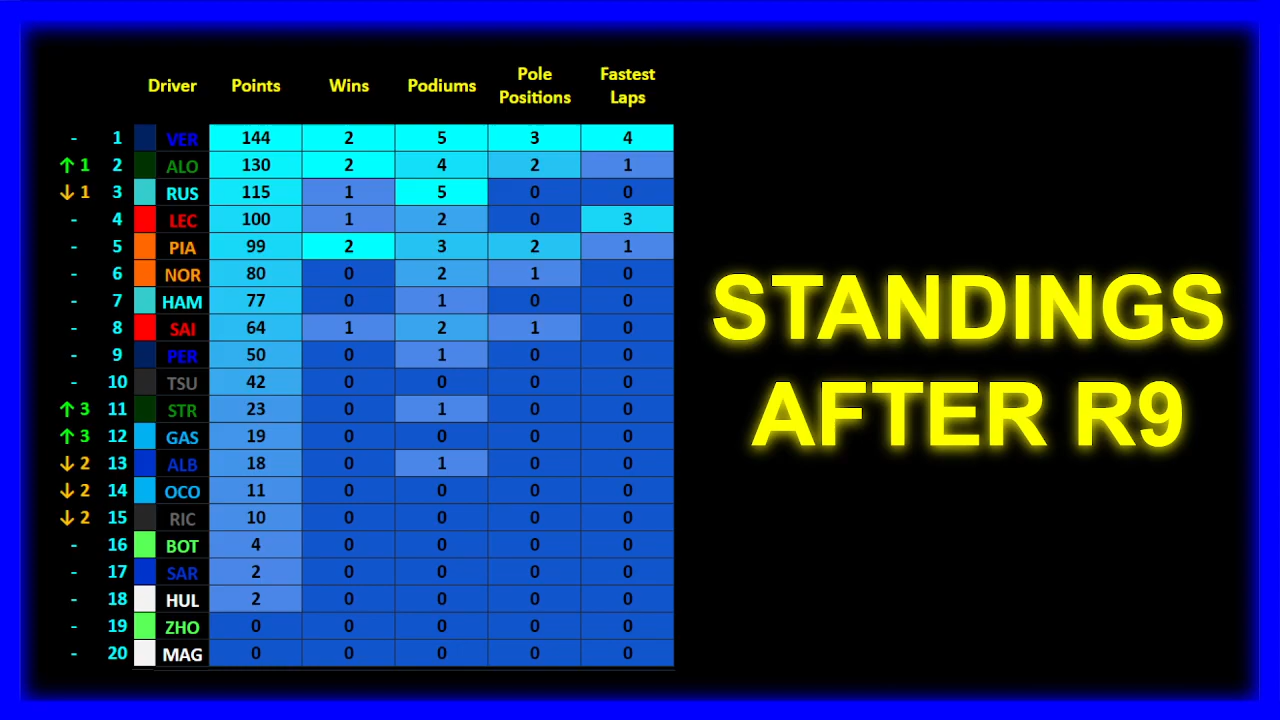 Driver Points Wins Podiums Pole Positions Fastest Laps
- 1 VER 144 2 5 3 4
↑ 1 2 ALO 130 2 4 2 1
↓ 1 3 RUS 115 1 5 0 0
- 4 LEC 100 1 2 0 3
- 5 PIA 99 2 3 2 1
- 6 NOR 80 0 2 1 0
- 7 HAM 77 0 1 0 0
- 8 SAI 64 1 2 1 0
- 9 PER 50 0 1 0 0
- 10 TSU 42 0 0 0 0
↑ 3 11 STR 23 0 1 0 0
↑ 3 12 GAS 19 0 0 0 0
↓ 2 13 ALB 18 0 1 0 0
↓ 2 14 OCO 11 0 0 0 0
↓ 2 15 RIC 10 0 0 0 0
- 16 BOT 4 0 0 0 0
- 17 SAR 2 0 0 0 0
- 18 HUL 2 0 0 0 0
- 19 ZHO 0 0 0 0 0
- 20 MAG 0 0 0 0 0
STANDINGS
AFTER R9